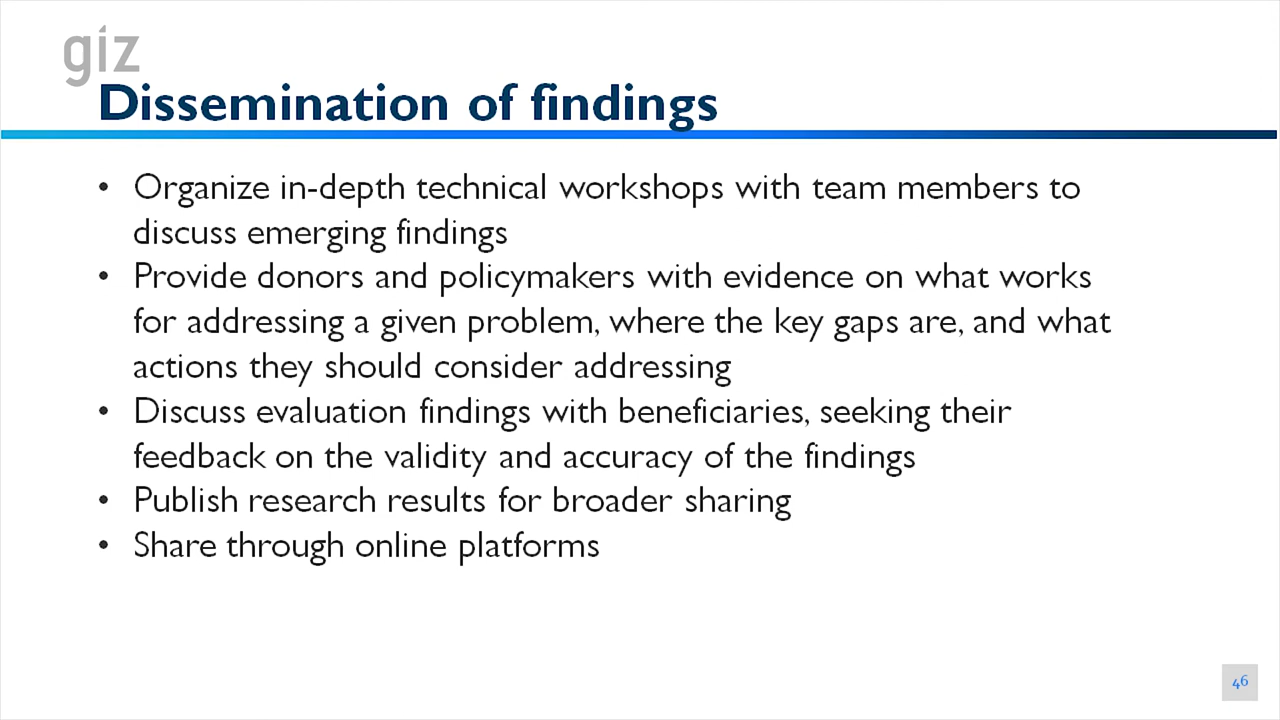 giz
Dissemination of findings
• Organize in-depth technical workshops with team members to
discuss emerging findings
• Provide donors and policymakers with evidence on what works
for addressing a given problem, where the key gaps are, and what
actions they should consider addressing
• Discuss evaluation findings with beneficiaries, seeking their
feedback on the validity and accuracy of the findings
• Publish research results for broader sharing
• Share through online platforms
46